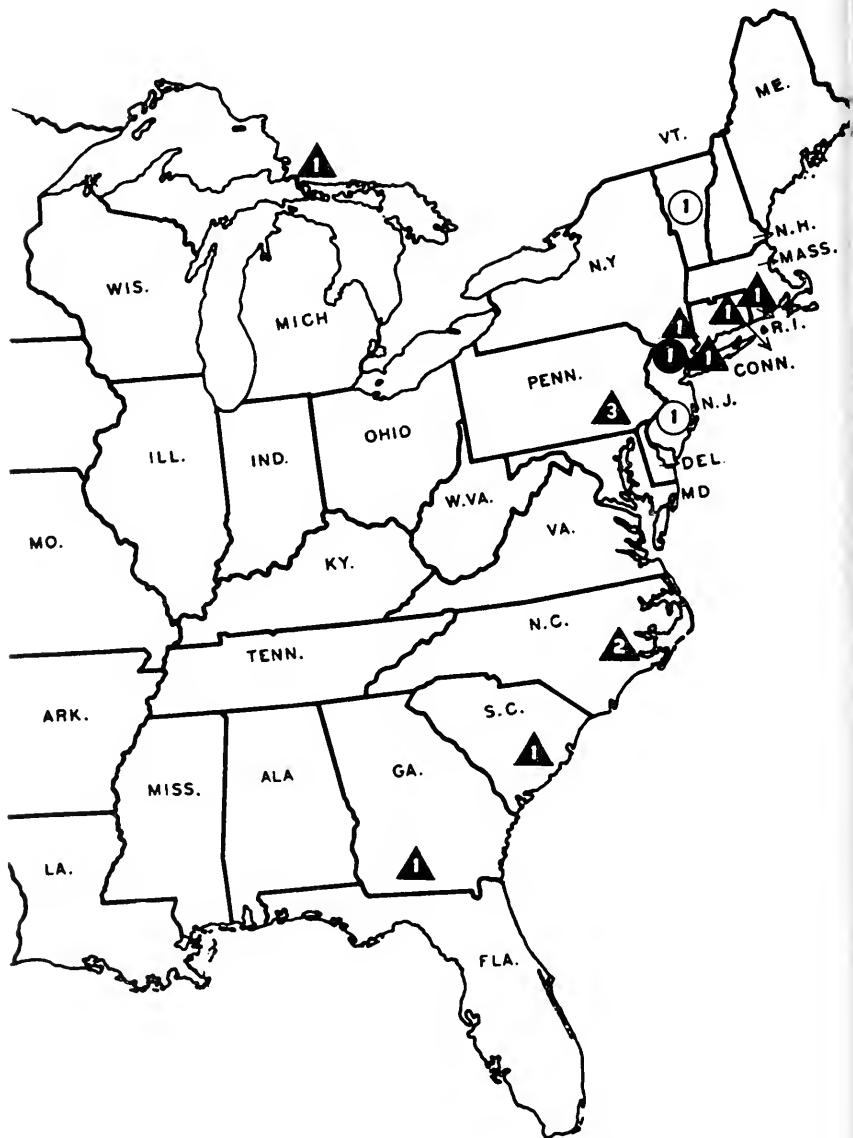 ME.
VT.
1
1
N.H.
MASS.
N.Y
WIS.
MICH
1
1
1
R.I.
1
1
CONN.
PENN.
3
1
N.J.
OHIO
ILL.
IND.
DEL.
MD
W.VA.
VA.
MO.
KY.
N.C.
2
TENN.
ARK.
S.C.
1
GA.
ALA
MISS.
1
LA.
FLA.